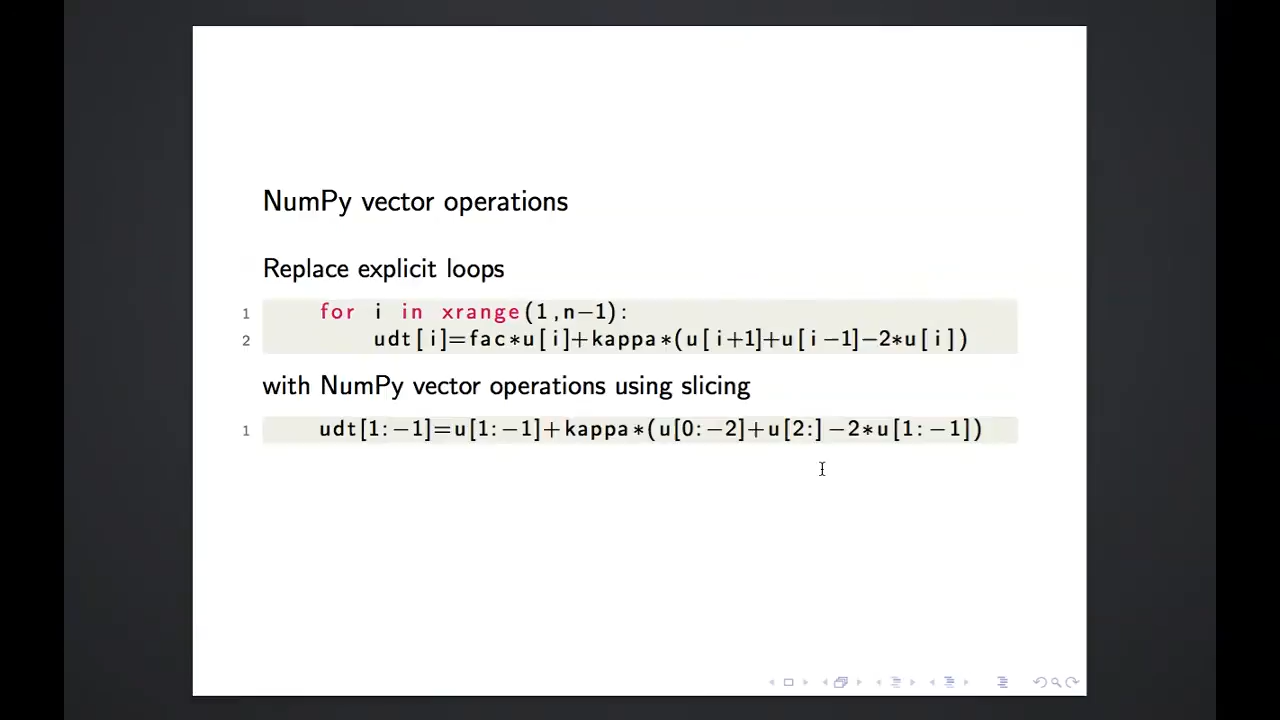 NumPy vector operations
Replace explicit loops
1 for i in xrange(1,n−1):
2 udt[i]=fac*u[i]+kappa*(u[i+1]+u[i−1]−2*u[i])
with NumPy vector operations using slicing
1 udt[1:−1]=u[1:−1]+kappa*(u[0:−2]+u[2:]−2*u[1:−1])